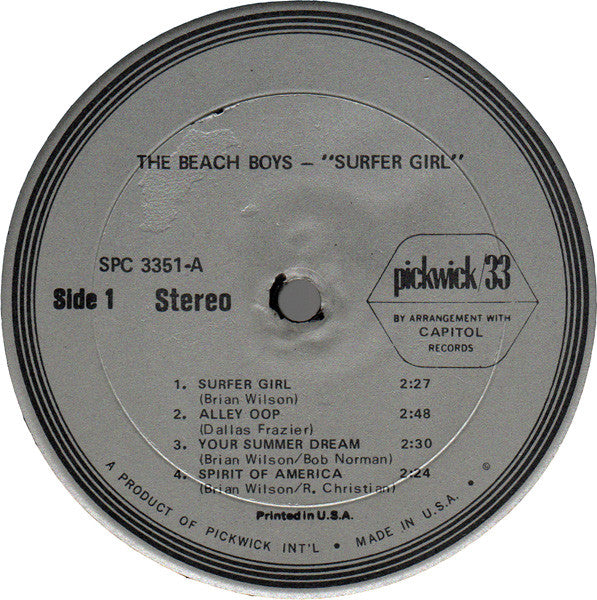 THE BEACH BOYS – "SURFER GIRL"
SPC 3351-A
Side 1 Stereo
pickwick/33
BY ARRANGEMENT WITH
CAPITOL
RECORDS
1. SURFER GIRL 2:27
(Brian Wilson)
2. ALLEY OOP 2:48
(Dallas Frazier)
3. YOUR SUMMER DREAM 2:30
(Brian Wilson/Bob Norman)
4. SPIRIT OF AMERICA 2:24
(Brian Wilson/R. Christian)
Printed in U.S.A.
A PRODUCT OF PICKWICK INT'L • MADE IN U.S.A. • ©